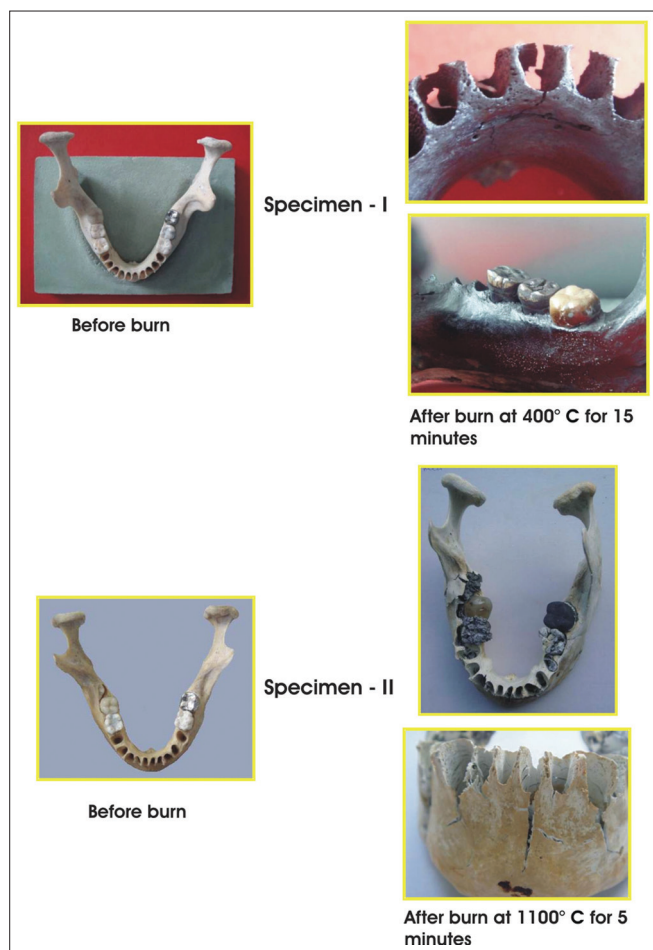 Specimen - I
Before burn
After burn at 400° C for 15
minutes
Specimen - II
Before burn
After burn at 1100° C for 5
minutes